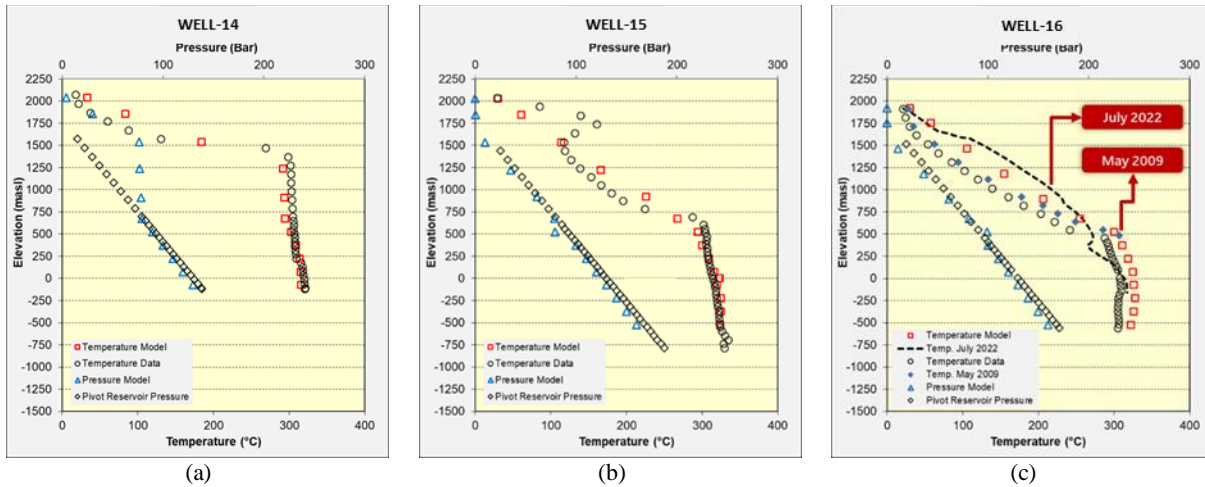 WELL-14
Pressure (Bar)
0 100 200 300
Elevation (masl)
2250
2000
1750
1500
1250
1000
750
500
250
0
-250
-500
-750
-1000
-1250
-1500
Temperature Model
Temperature Data
Pressure Model
Pivot Reservoir Pressure
0 100 200 300 400
Temperature (°C)
(a)
WELL-15
Pressure (Bar)
0 100 200 300
Elevation (masl)
2250
2000
1750
1500
1250
1000
750
500
250
0
-250
-500
-750
-1000
-1250
-1500
Temperature Model
Temperature Data
Pressure Model
Pivot Reservoir Pressure
0 100 200 300 400
Temperature (°C)
(b)
WELL-16
Pressure (Bar)
0 100 200 300
Elevation (masl)
2250
2000
1750
1500
1250
1000
750
500
250
0
-250
-500
-750
-1000
-1250
-1500
July 2022
May 2009
Temperature Model
Temp. July 2022
Temperature Data
Temp. May 2009
Pressure Model
Pivot Reservoir Pressure
0 100 200 300 400
Temperature (°C)
(c)